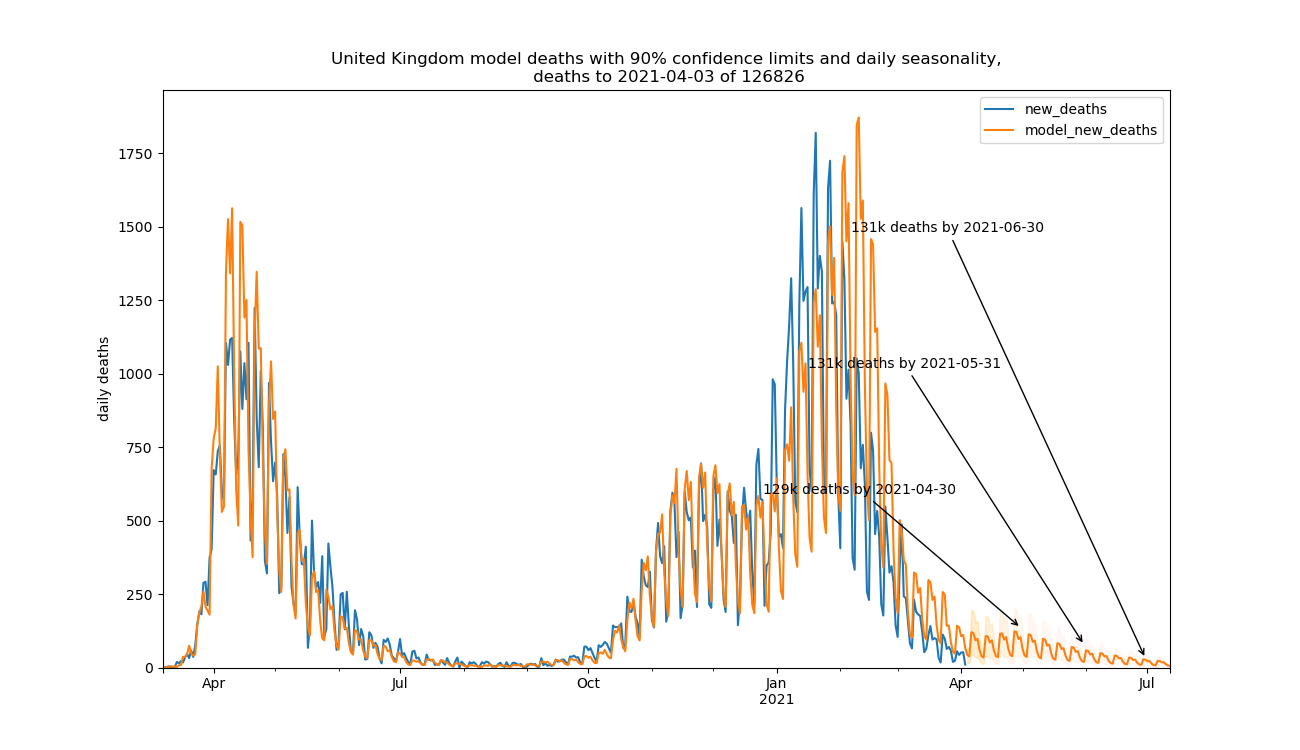 United Kingdom model deaths with 90% confidence limits and daily seasonality,
deaths to 2021-04-03 of 126826
new_deaths
model_new_deaths
1750
1500
1250
1000
750
500
250
0
daily deaths
131k deaths by 2021-06-30
131k deaths by 2021-05-31
129k deaths by 2021-04-30
Apr
Jul
Oct
Jan
2021
Apr
Jul